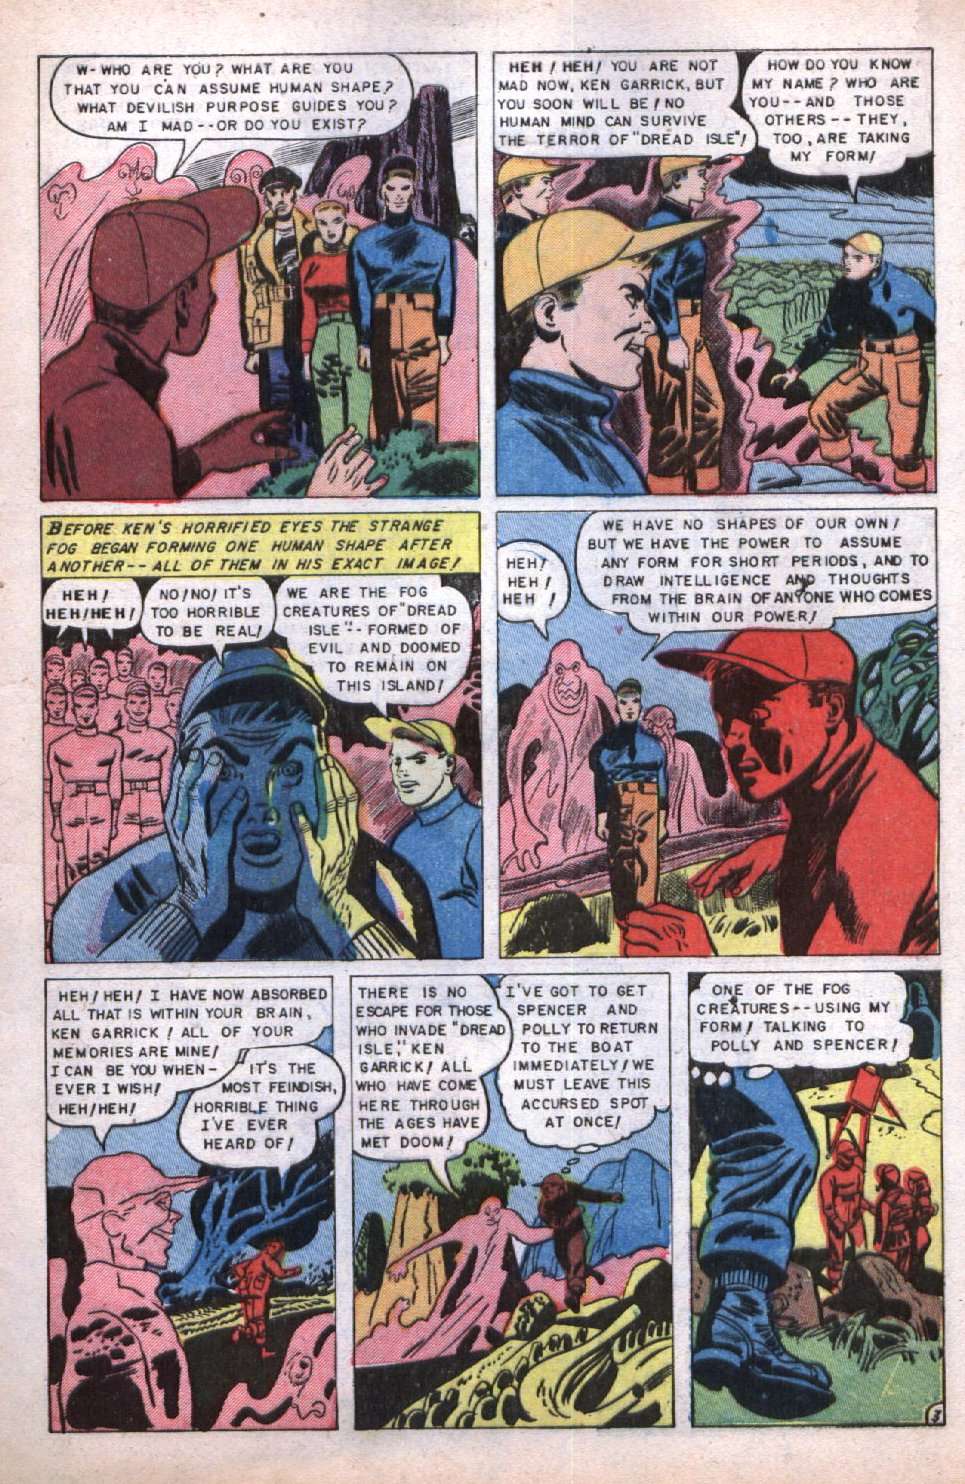 W-WHO ARE YOU? WHAT ARE YOU
THAT YOU CAN ASSUME HUMAN SHAPE?
WHAT DEVILISH PURPOSE GUIDES YOU?
AM I MAD--OR DO YOU EXIST?
HEH! HEH! YOU ARE NOT
MAD NOW, KEN GARRICK, BUT
YOU SOON WILL BE! NO
HUMAN MIND CAN SURVIVE
THE TERROR OF "DREAD ISLE"!
HOW DO YOU KNOW
MY NAME? WHO ARE
YOU--AND THOSE
OTHERS--THEY,
TOO, ARE TAKING
MY FORM!
BEFORE KEN'S HORRIFIED EYES THE STRANGE
FOG BEGAN FORMING ONE HUMAN SHAPE AFTER
ANOTHER--ALL OF THEM IN HIS EXACT IMAGE!
HEH!
HEH!HEH!
NO! NO! IT'S
TOO HORRIBLE
TO BE REAL!
WE ARE THE FOG
CREATURES OF "DREAD
ISLE"--FORMED OF
EVIL AND DOOMED
TO REMAIN ON
THIS ISLAND!
HEH!
HEH!
HEH!
WE HAVE NO SHAPES OF OUR OWN!
BUT WE HAVE THE POWER TO ASSUME
ANY FORM FOR SHORT PERIODS, AND TO
DRAW INTELLIGENCE AND THOUGHTS
FROM THE BRAIN OF ANYONE WHO COMES
WITHIN OUR POWER!
HEH! HEH! I HAVE NOW ABSORBED
ALL THAT IS WITHIN YOUR BRAIN,
KEN GARRICK! ALL OF YOUR
MEMORIES ARE MINE!
I CAN BE YOU WHEN-
EVER I WISH!
HEH! HEH!
IT'S THE
MOST FEINDISH,
HORRIBLE THING
I'VE EVER
HEARD OF!
THERE IS NO
ESCAPE FOR THOSE
WHO INVADE "DREAD
ISLE," KEN
GARRICK! ALL
WHO HAVE COME
HERE THROUGH
THE AGES HAVE
MET DOOM!
I'VE GOT TO GET
SPENCER AND
POLLY TO RETURN
TO THE BOAT
IMMEDIATELY! WE
MUST LEAVE THIS
ACCURSED SPOT
AT ONCE!
ONE OF THE FOG
CREATURES--USING MY
FORM! TALKING TO
POLLY AND SPENCER!
3